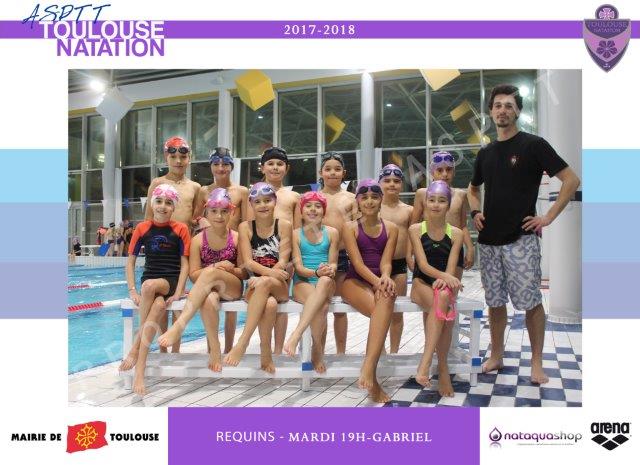 ASPTT
TOULOUSE
NATATION
2017-2018
TOULOUSE
NATATION
MAIRIE DE TOULOUSE
REQUINS - MARDI 19H-GABRIEL
nataquashop
arena